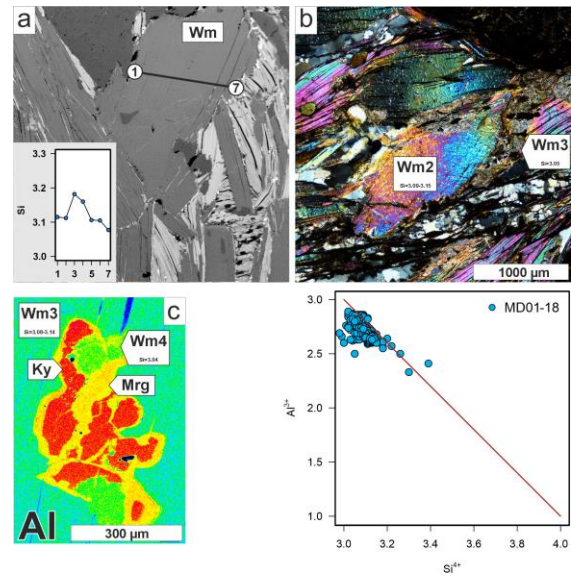 a
Wm
1
7
3.3
3.2
3.1
3.0
Si
1 3 5 7
b
Wm2
Si=3.09-3.15
Wm3
Si=3.05
1000 µm
c
Wm3
Si=3.08-3.14
Wm4
Si=3.04
Ky
Mrg
Al
300 µm
MD01-18
3.0
2.5
2.0
1.5
1.0
Al³⁺
3.0 3.2 3.4 3.6 3.8 4.0
Si⁴⁺